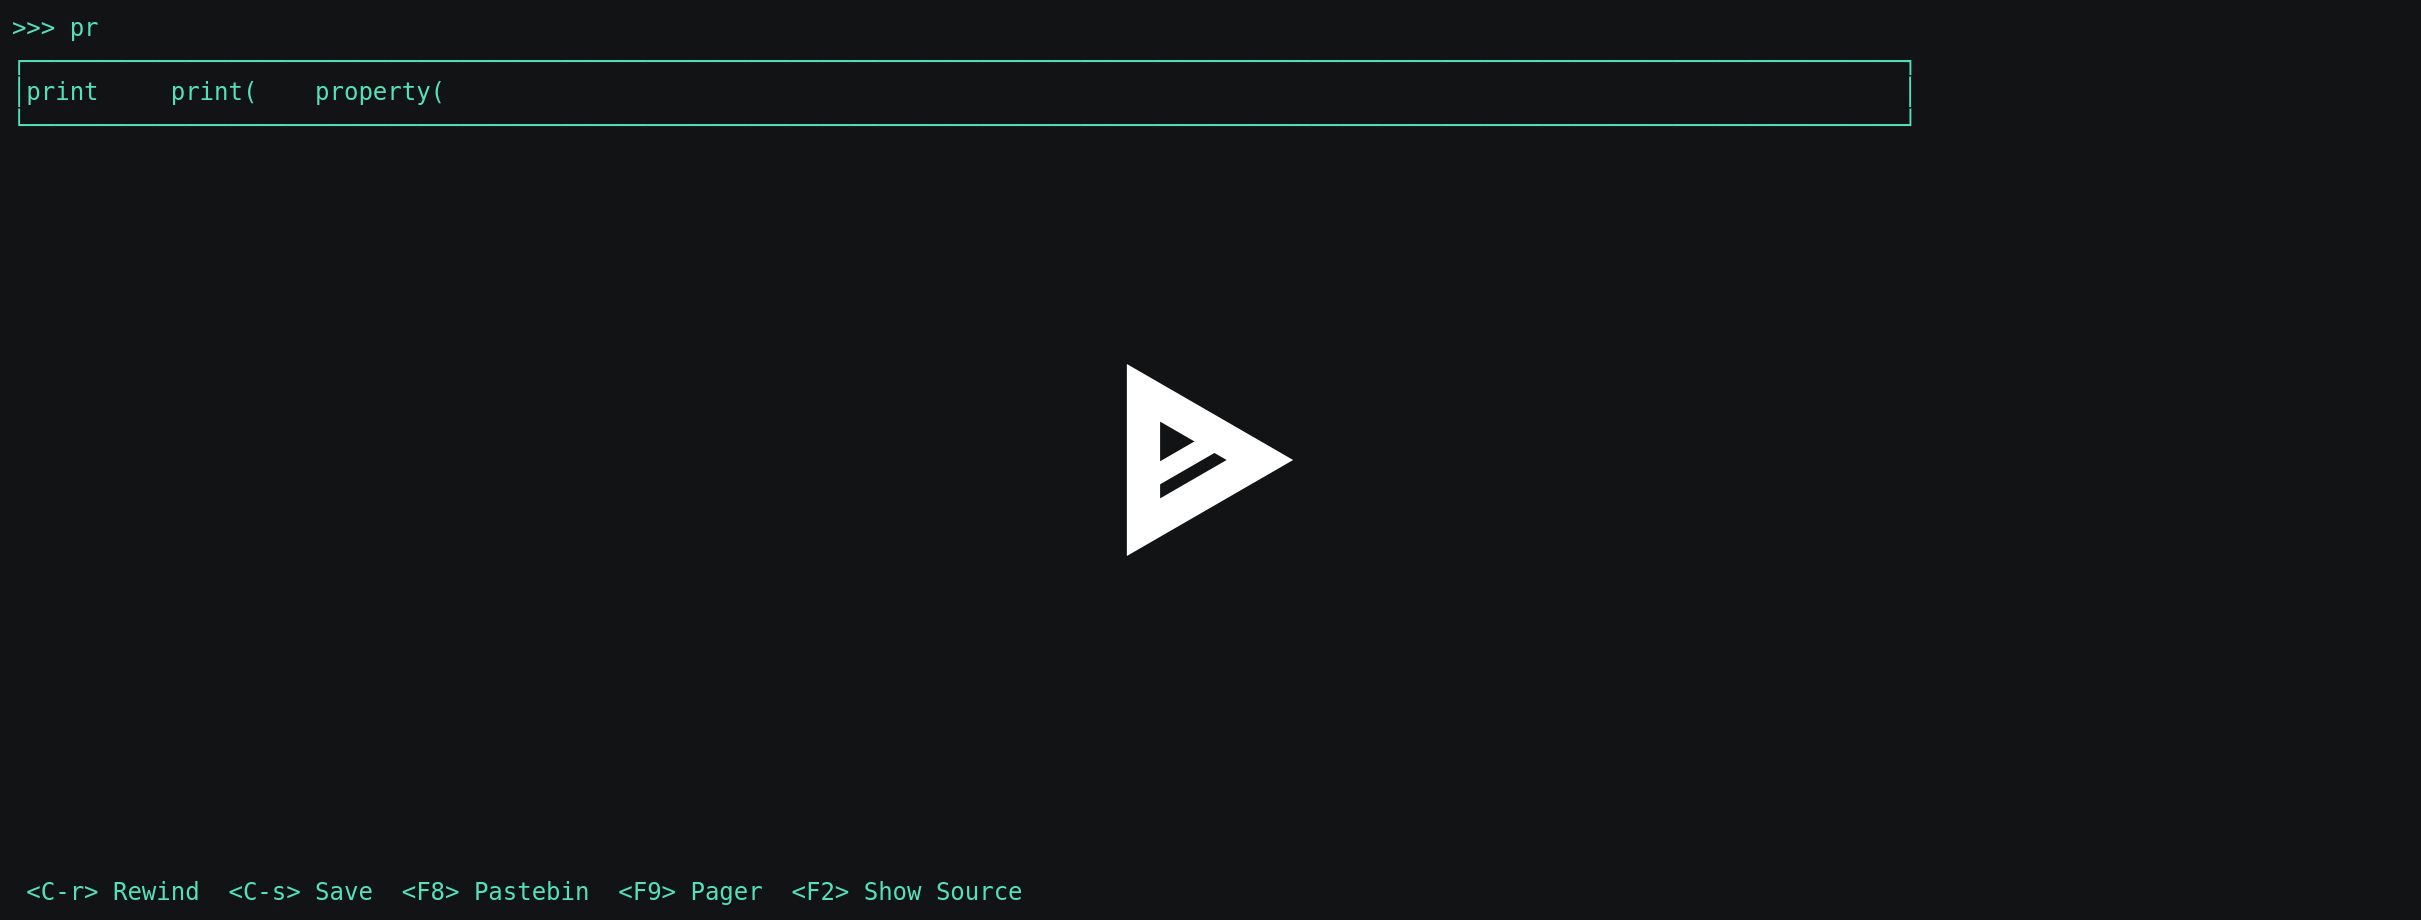 >>> pr
print     print(    property(
<C-r> Rewind  <C-s> Save  <F8> Pastebin  <F9> Pager  <F2> Show Source